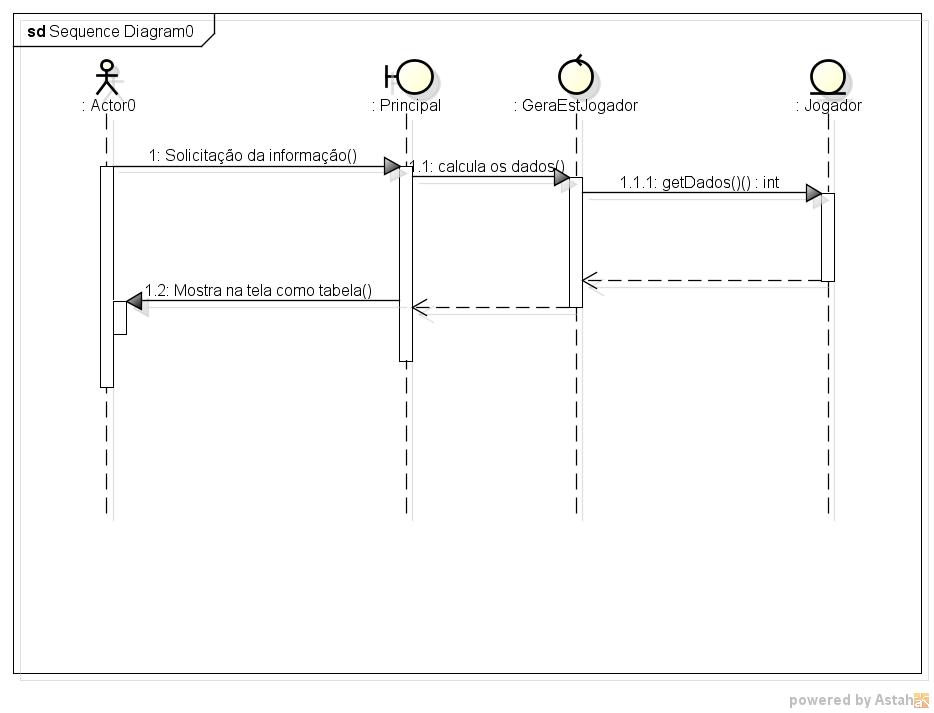 sd Sequence Diagram0
: Actor0
: Principal
: GeraEstJogador
: Jogador
1: Solicitação da informação()
1.1: calcula os dados()
1.1.1: getDados()() : int
1.2: Mostra na tela como tabela()
powered by Astah